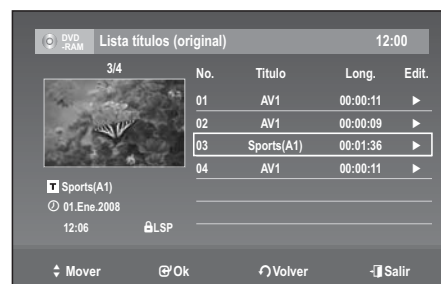 DVD -RAM Lista títulos (original) 12:00
3/4
No. Titulo Long. Edit.
01 AV1 00:00:11 ►
02 AV1 00:00:09 ►
03 Sports(A1) 00:01:36 ►
04 AV1 00:00:11 ►
T Sports(A1)
01.Ene.2008
12:06 LSP
Mover Ok Volver Salir